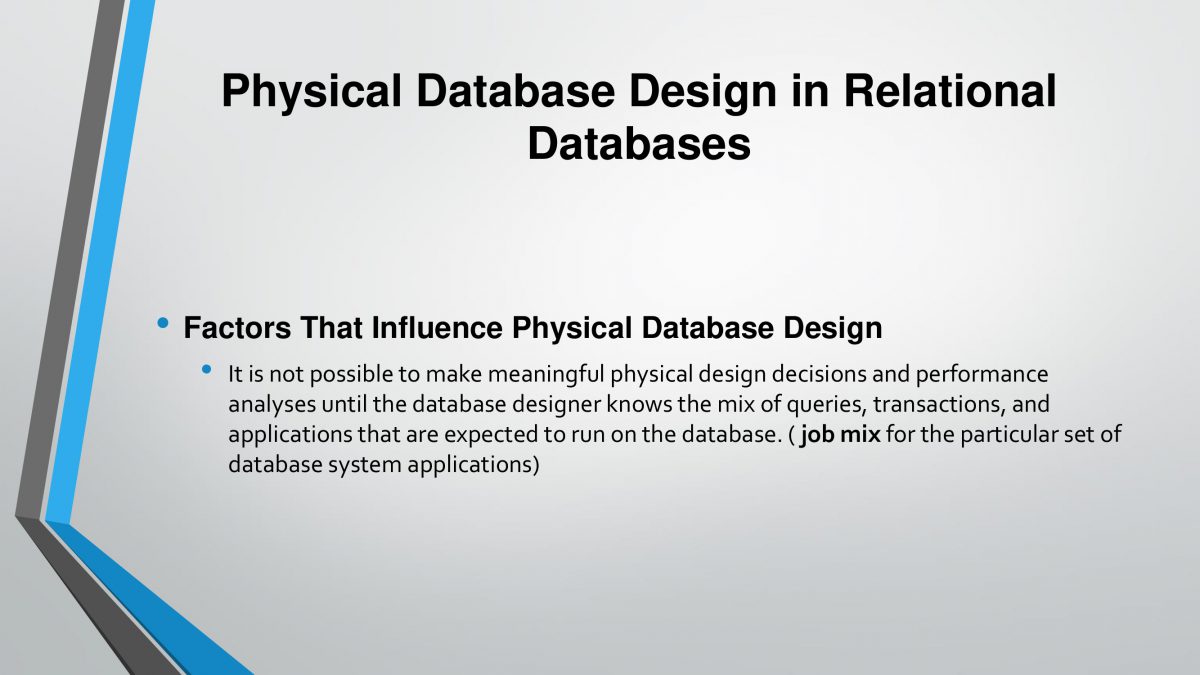 Physical Database Design in Relational
Databases
• Factors That Influence Physical Database Design
• It is not possible to make meaningful physical design decisions and performance
analyses until the database designer knows the mix of queries, transactions, and
applications that are expected to run on the database. ( job mix for the particular set of
database system applications)